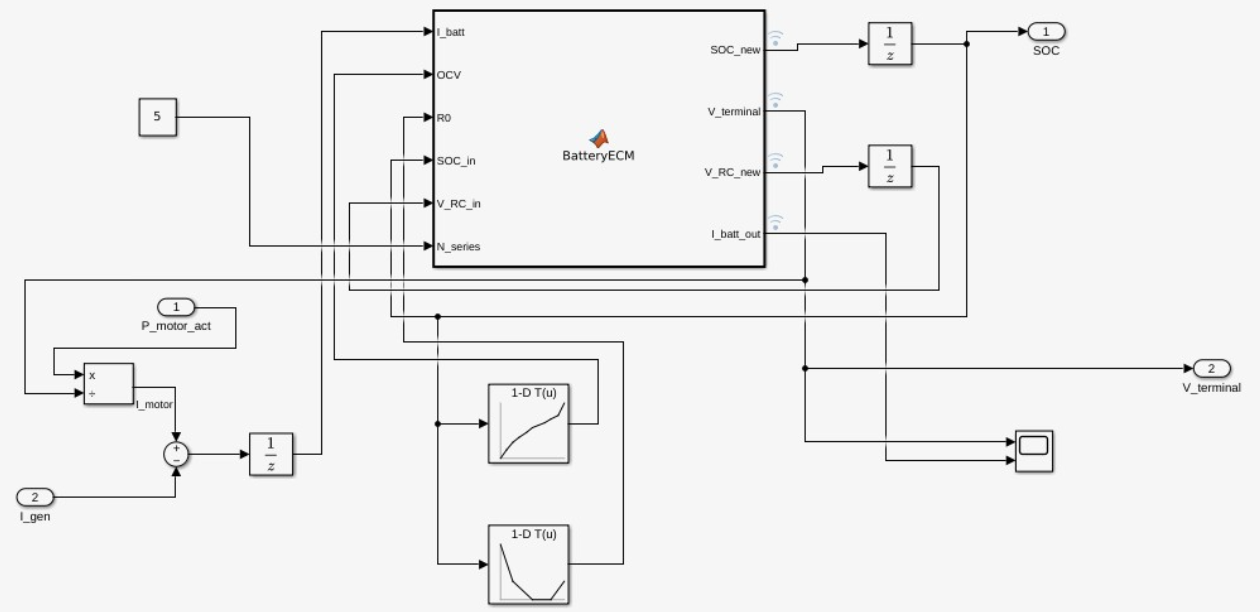 I_batt
OCV
R0
SOC_in
V_RC_in
N_series
BatteryECM
SOC_new
V_terminal
V_RC_new
I_batt_out
1
z
1
SOC
1
z
5
1
P_motor_act
×
÷
I_motor
+
−
1
z
2
I_gen
1-D T(u)
1-D T(u)
2
V_terminal